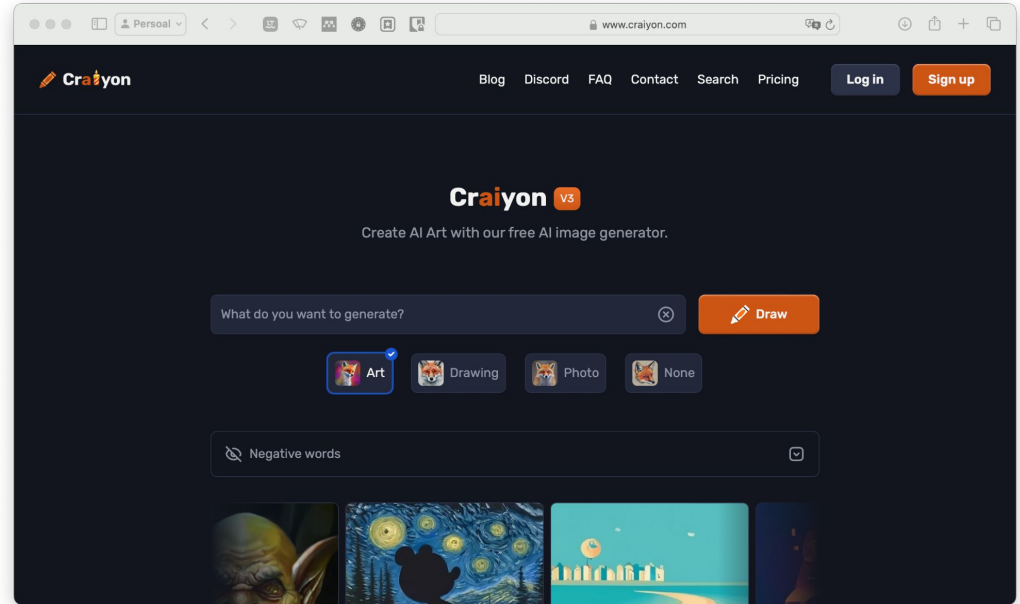 Persoal
www.craiyon.com
Craiyon
Blog Discord FAQ Contact Search Pricing Log in Sign up
Craiyon V3
Create AI Art with our free AI image generator.
What do you want to generate?
Draw
Art Drawing Photo None
Negative words